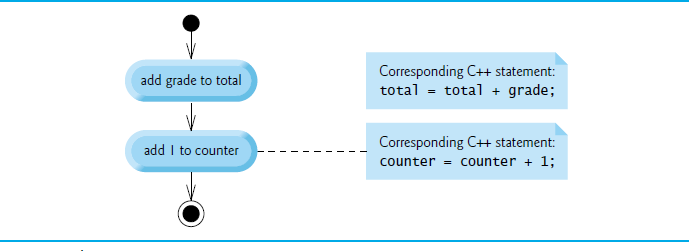 add grade to total
Corresponding C++ statement:
total = total + grade;
add 1 to counter
Corresponding C++ statement:
counter = counter + 1;